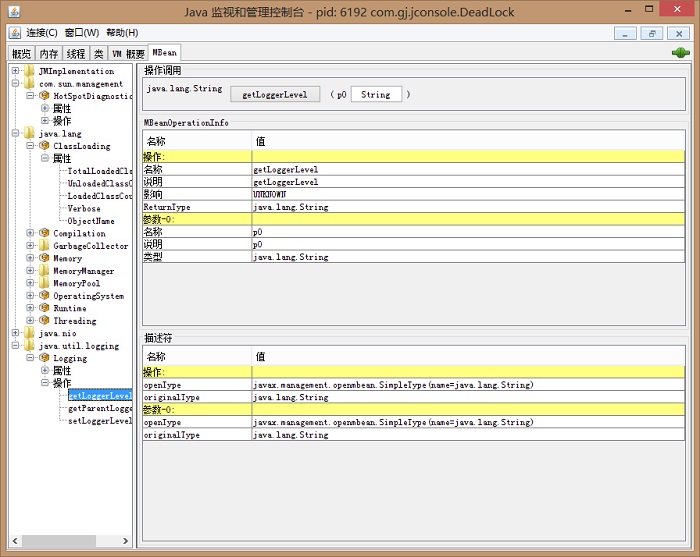 Java 监视和管理控制台 - pid: 6192 com.gj.jconsole.DeadLock
连接(C) 窗口(W) 帮助(H)
概览 内存 线程 类 VM 概要 MBean
JMImplementation
com.sun.management
HotSpotDiagnostic
属性
操作
java.lang
ClassLoading
属性
TotalLoadedCla
UnloadedClassC
LoadedClassCou
Verbose
ObjectName
Compilation
GarbageCollector
Memory
MemoryManager
MemoryPool
OperatingSystem
Runtime
Threading
java.nio
java.util.logging
Logging
属性
操作
getLoggerLevel
getParentLogge
setLoggerLevel
操作调用
java.lang.String getLoggerLevel ( p0 String )
MBeanOperationInfo
名称 值
操作:
名称 getLoggerLevel
说明 getLoggerLevel
影响 UNKNOWN
ReturnType java.lang.String
参数-0:
名称 p0
说明 p0
类型 java.lang.String
描述符
名称 值
操作:
openType javax.management.openmbean.SimpleType(name=java.lang.String)
originalType java.lang.String
参数-0:
openType javax.management.openmbean.SimpleType(name=java.lang.String)
originalType java.lang.String